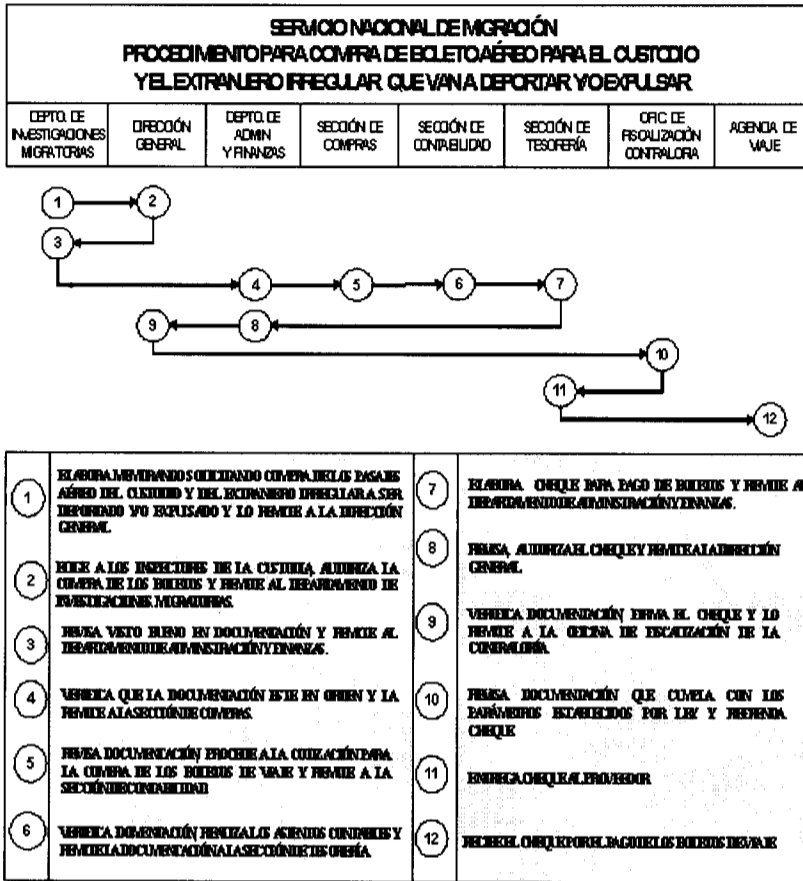 SERVICIO NACIONAL DE MIGRACIÓN
PROCEDIMIENTO PARA COMPRA DE BOLETO AÉREO PARA EL CUSTODIO
Y EL EXTRANJERO IRREGULAR QUE VAN A DEPORTAR Y/O EXPULSAR
DEPTO. DE
INVESTIGACIONES
MIGRATORIAS
DIRECCIÓN
GENERAL
DEPTO. DE
ADMIN
Y FINANZAS
SECCIÓN DE
COMPRAS
SECCIÓN DE
CONTABILIDAD
SECCIÓN DE
TESORERÍA
OFIC DE
FISCALIZACIÓN
CONTRALORIA
AGENCIA DE
VIAJE
1
2
3
4
5
6
7
9
8
10
11
12
1
ELABORA MEMORANDO SOLICITANDO COMPRA DE LOS PASAJES
AÉREO DEL CUSTODIO Y DEL EXTRANJERO IRREGULAR A SER
DEPORTADO Y/O EXPULSADO Y LO REMITE A LA DIRECCIÓN
GENERAL.
2
ESCOGE A LOS INSPECTORES DE LA CUSTODIA, AUTORIZA LA
COMPRA DE LOS BOLETOS Y REMITE AL DEPARTAMENTO DE
INVESTIGACIONES MIGRATORIAS.
3
REVISA VISTO BUENO EN DOCUMENTACIÓN Y REMITE AL
DEPARTAMENTO DE ADMINISTRACIÓN Y FINANZAS.
4
VERIFICA QUE LA DOCUMENTACIÓN ESTE EN ORDEN Y LA
REMITE A LA SECCIÓN DE COMPRAS.
5
REVISA DOCUMENTACIÓN, PROCEDE A LA COTIZACIÓN PARA
LA COMPRA DE LOS BOLETOS DE VIAJE Y REMITE A LA
SECCIÓN DE CONTABILIDAD
6
VERIFICA DOMENTACIÓN, REALIZA LOS ASIENTOS CONTABLES Y
REMITE LA DOCUMENTACIÓN A LA SECCIÓN DE TESORERÍA.
7
ELABORA CHEQUE PARA PAGO DE BOLETOS Y REMITE AL
DEPARTAMENTO DE ADMINISTRACIÓN Y FINANZAS.
8
REVISA, AUTORIZA EL CHEQUE Y REMITE A LA DIRECCIÓN
GENERAL
9
VERIFICA DOCUMENTACIÓN, FIRMA EL CHEQUE Y LO
REMITE A LA OFICINA DE FISCALIZACIÓN DE LA
CONTRALORÍA.
10
REVISA DOCUMENTACIÓN QUE CUMPLA CON LOS
PARÁMETROS ESTABLECIDOS POR LEY Y REFRENDA
CHEQUE
11
ENTREGA CHEQUE AL PROVEEDOR
12
RECIBE EL CHEQUE POR EL PAGO DE LOS BOLETOS DE VIAJE